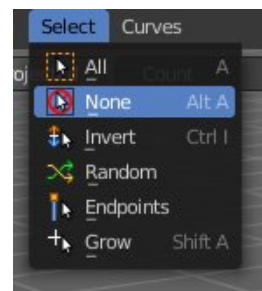 Select Curves
All A
None Alt A
Invert Ctrl I
Random
Endpoints
Grow Shift A